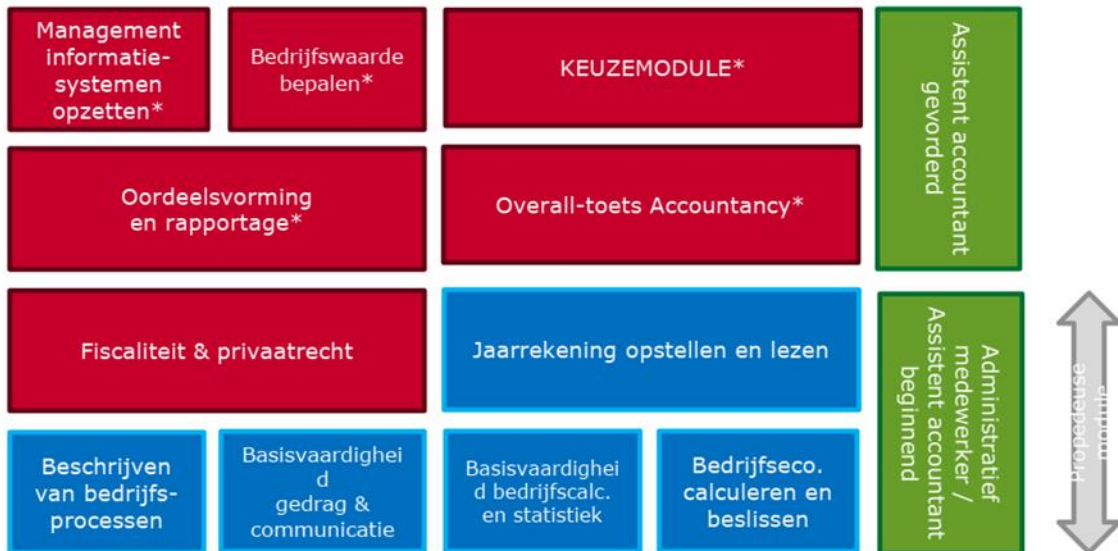 Management
informatie-
systemen
opzetten*
Bedrijfswaarde
bepalen*
KEUZEMODULE*
Assistent accountant
gevorderd
Oordeelsvorming
en rapportage*
Overall-toets Accountancy*
Fiscaliteit & privaatrecht
Jaarrekening opstellen en lezen
Administratief
medewerker /
Assistent accountant
beginnend
Beschrijven
van bedrijfs-
processen
Basisvaardighei
d
gedrag &
communicatie
Basisvaardighei
d bedrijfscalc.
en statistiek
Bedrijfseco.
calculeren en
beslissen
Propedeuse